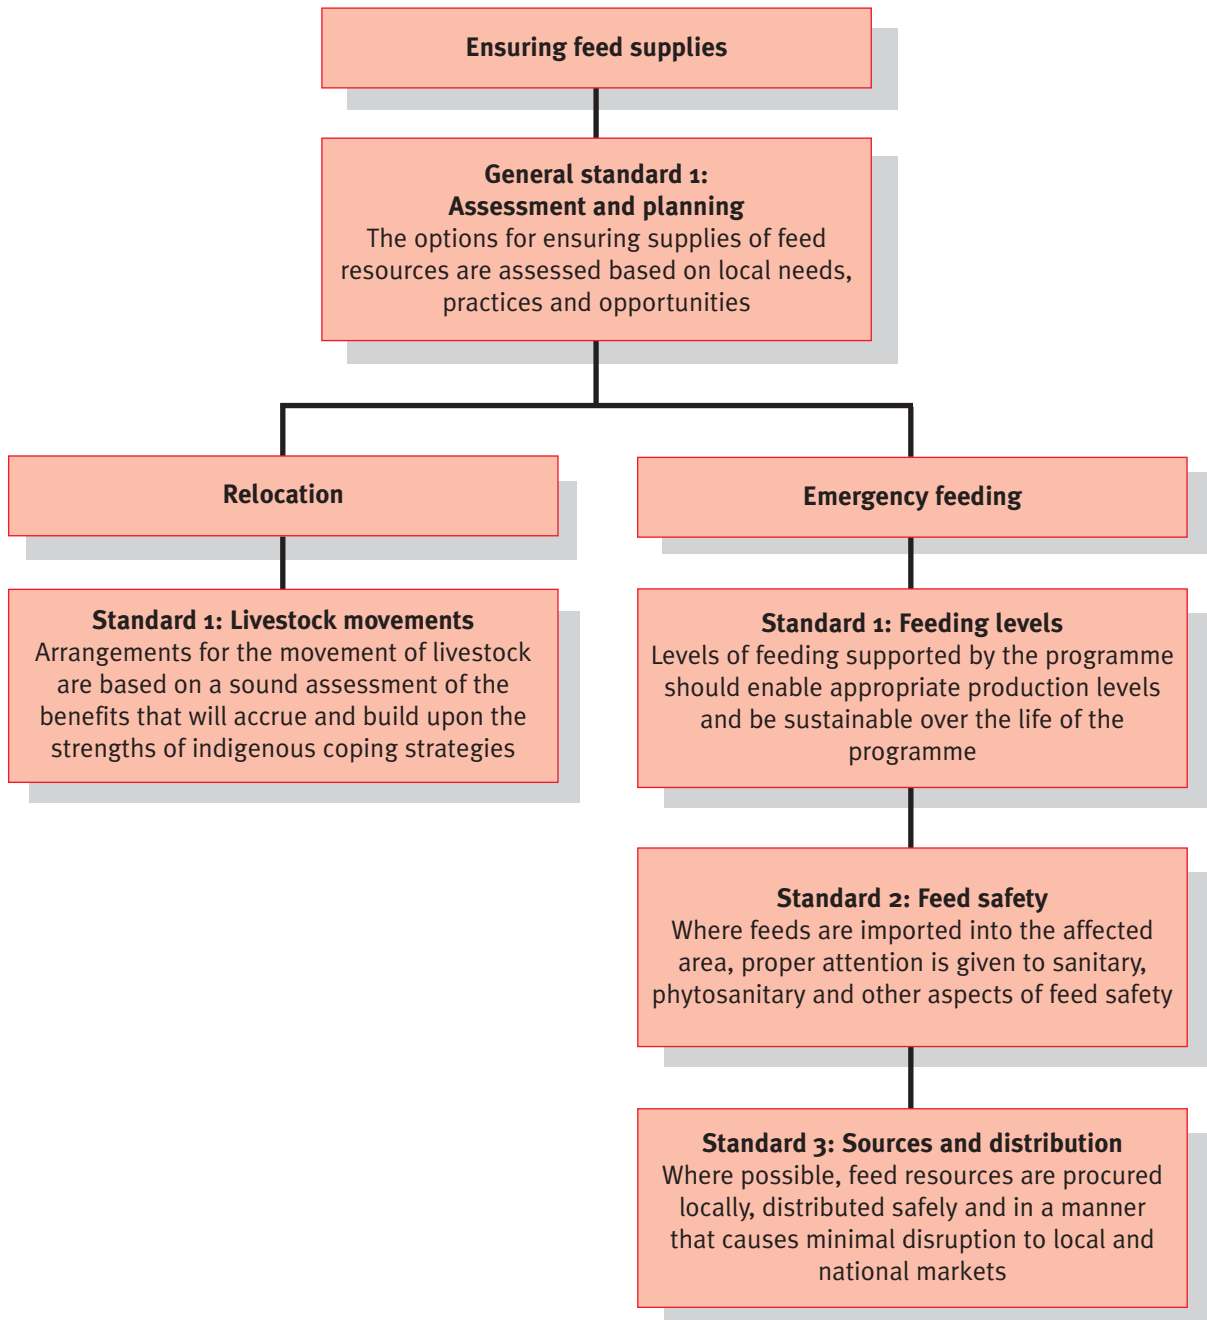 Ensuring feed supplies
General standard 1:
Assessment and planning
The options for ensuring supplies of feed
resources are assessed based on local needs,
practices and opportunities
Relocation
Standard 1: Livestock movements
Arrangements for the movement of livestock
are based on a sound assessment of the
benefits that will accrue and build upon the
strengths of indigenous coping strategies
Emergency feeding
Standard 1: Feeding levels
Levels of feeding supported by the programme
should enable appropriate production levels
and be sustainable over the life of the
programme
Standard 2: Feed safety
Where feeds are imported into the affected
area, proper attention is given to sanitary,
phytosanitary and other aspects of feed safety
Standard 3: Sources and distribution
Where possible, feed resources are procured
locally, distributed safely and in a manner
that causes minimal disruption to local and
national markets